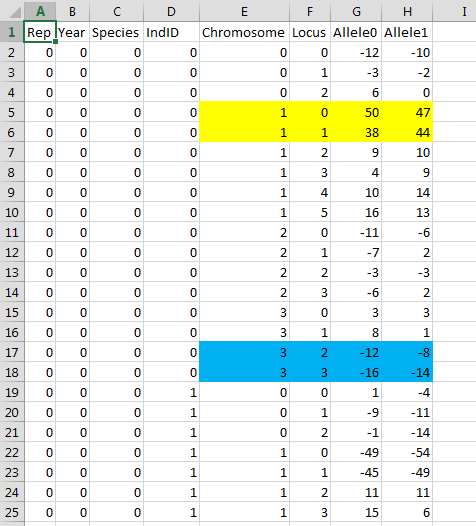 A B C D E F G H I
1 Rep Year Species IndID Chromosome Locus Allele0 Allele1
2 0 0 0 0 0 0 -12 -10
3 0 0 0 0 0 1 -3 -2
4 0 0 0 0 0 2 6 0
5 0 0 0 0 1 0 50 47
6 0 0 0 0 1 1 38 44
7 0 0 0 0 1 2 9 10
8 0 0 0 0 1 3 4 9
9 0 0 0 0 1 4 10 14
10 0 0 0 0 1 5 16 13
11 0 0 0 0 2 0 -11 -6
12 0 0 0 0 2 1 -7 2
13 0 0 0 0 2 2 -3 -3
14 0 0 0 0 2 3 -6 2
15 0 0 0 0 3 0 3 3
16 0 0 0 0 3 1 8 1
17 0 0 0 0 3 2 -12 -8
18 0 0 0 0 3 3 -16 -14
19 0 0 0 1 0 0 1 -4
20 0 0 0 1 0 1 -9 -11
21 0 0 0 1 0 2 -1 -14
22 0 0 0 1 1 0 -49 -54
23 0 0 0 1 1 1 -45 -49
24 0 0 0 1 1 2 11 11
25 0 0 0 1 1 3 15 6